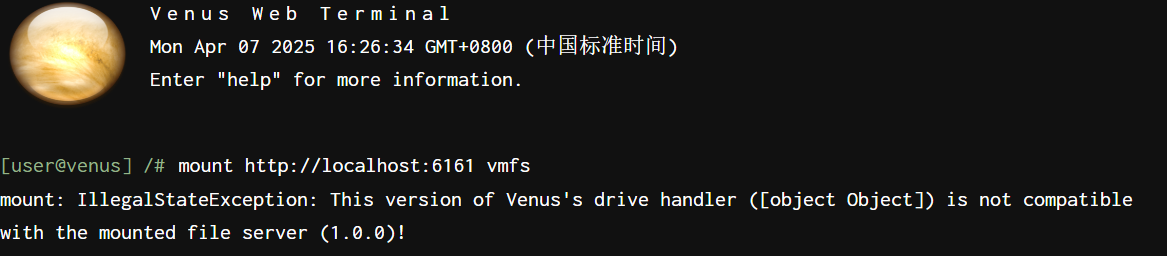 Venus Web Terminal
Mon Apr 07 2025 16:26:34 GMT+0800 (中国标准时间)
Enter "help" for more information.
[user@venus] /# mount http://localhost:6161 vmfs
mount: IllegalStateException: This version of Venus's drive handler ([object Object]) is not compatible
with the mounted file server (1.0.0)!